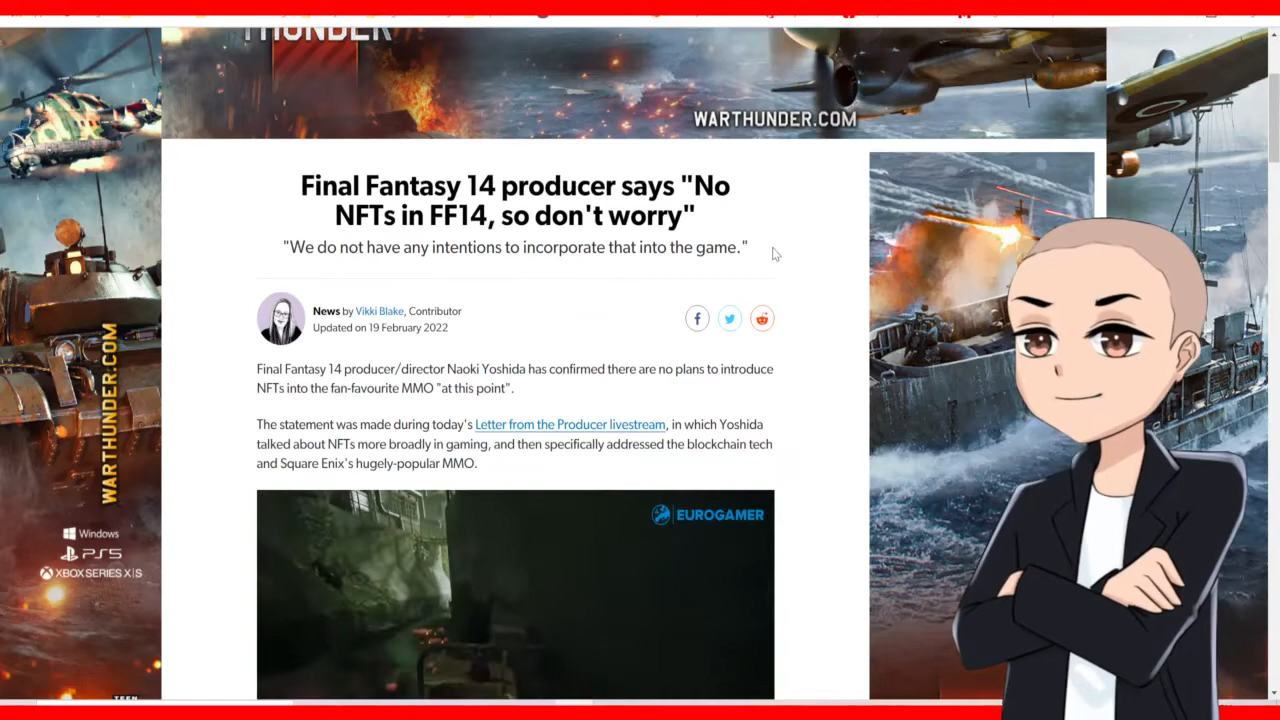 THUNDER
WARTHUNDER.COM
Final Fantasy 14 producer says "No
NFTs in FF14, so don't worry"
"We do not have any intentions to incorporate that into the game."
News by Vikki Blake, Contributor
Updated on 19 February 2022
Final Fantasy 14 producer/director Naoki Yoshida has confirmed there are no plans to introduce
NFTs into the fan-favourite MMO "at this point".
The statement was made during today's Letter from the Producer livestream, in which Yoshida
talked about NFTs more broadly in gaming, and then specifically addressed the blockchain tech
and Square Enix's hugely-popular MMO.
EUROGAMER
WARTHUNDER.COM
Windows
PS5
XBOX SERIES X|S
TEEN